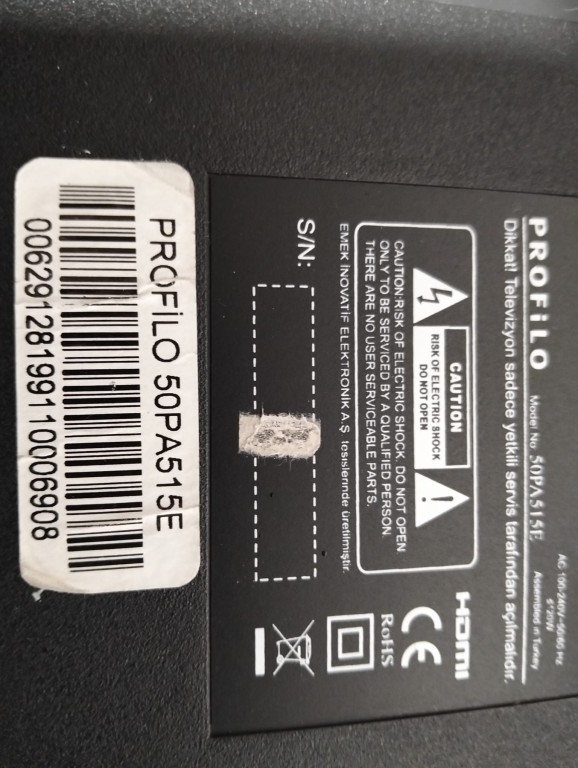 PROFiLO Model No 50PA515E
AC 100-240V~50/60 Hz
Assembled in Turkey
Dikkat! Televizyon sadece yetkili servis tarafından açılmalıdır.
CAUTION
RISK OF ELECTRIC SHOCK
DO NOT OPEN
CAUTION:RISK OF ELECTRIC SHOCK. DO NOT OPEN
ONLY TO BE SERVICED BY A QUALIFIED PERSON.
THERE ARE NO USER SERVICEABLE PARTS.
HDMI
CE
RoHS
EMEK İNOVATİF ELEKTRONİK A.Ş. tesislerinde üretilmiştir.
S/N:
PROFiLO 50PA515E
00629128199110006908